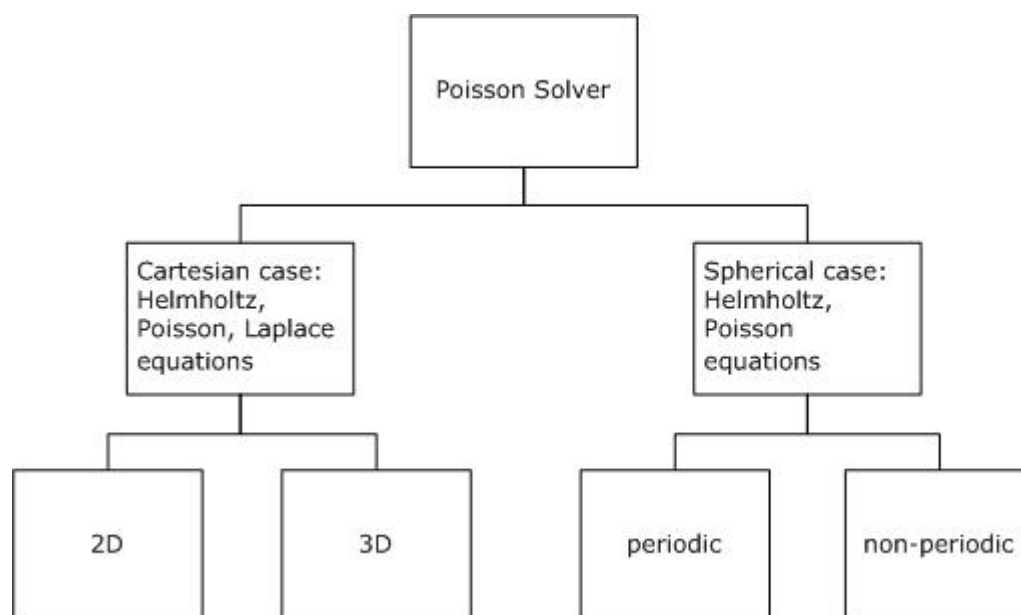 Poisson Solver
Cartesian case:
Helmholtz,
Poisson, Laplace
equations
Spherical case:
Helmholtz,
Poisson
equations
2D
3D
periodic
non-periodic